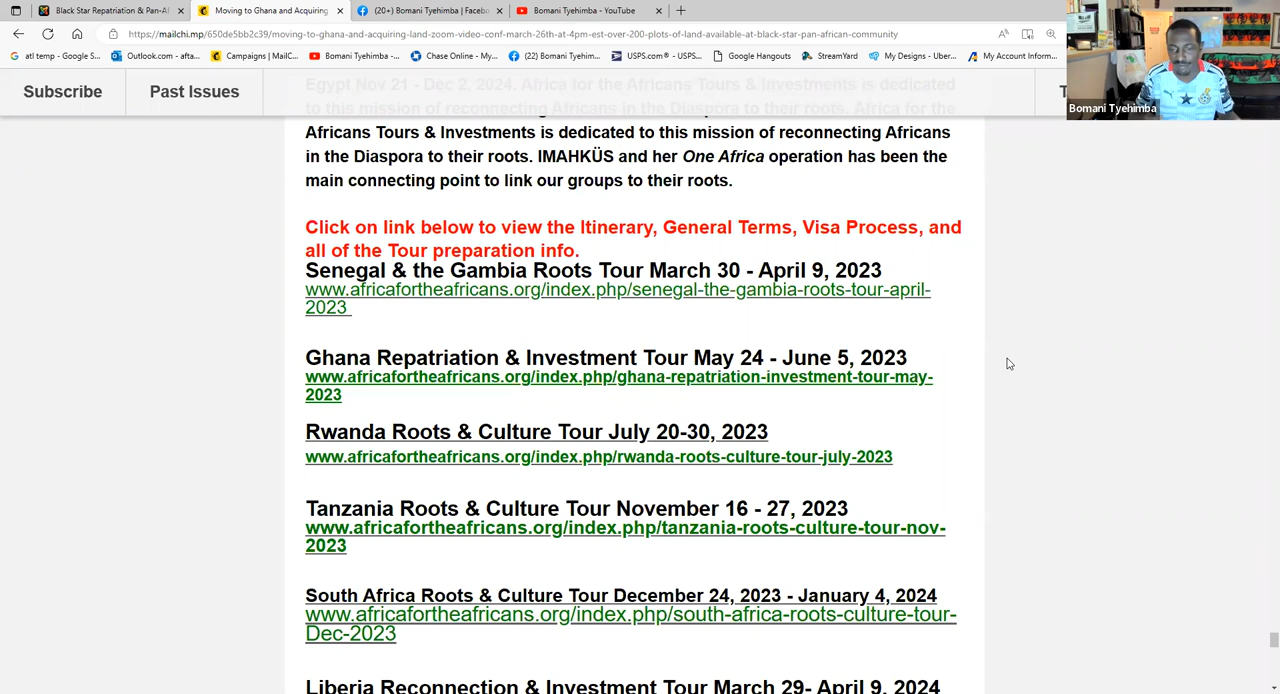 Black Star Repatriation & Pan-Af
Moving to Ghana and Acquiring
(20+) Bomani Tyehimba | Facebo
Bomani Tyehimba - YouTube
https://mailchi.mp/650de5bb2c39/moving-to-ghana-and-acquiring-land-zoom-video-conf-march-26th-at-4pm-est-over-200-plots-of-land-available-at-black-star-pan-african-community
atl temp - Google S...
Outlook.com - afta...
Campaigns | MailC...
Bomani Tyehimba -...
Chase Online - My...
(22) Bomani Tyehim...
USPS.com® - USPS...
Google Hangouts
StreamYard
My Designs - Uber...
My Account Inform...
Bomani Tyehimba
Subscribe
Past Issues
Egypt Nov 21 - Dec 2, 2024. Africa for the Africans Tours & Investments is dedicated
to this mission of reconnecting Africans in the Diaspora to their roots. Africa for the
Africans Tours & Investments is dedicated to this mission of reconnecting Africans
in the Diaspora to their roots. IMAHKÜS and her One Africa operation has been the
main connecting point to link our groups to their roots.
Click on link below to view the Itinerary, General Terms, Visa Process, and
all of the Tour preparation info.
Senegal & the Gambia Roots Tour March 30 - April 9, 2023
www.africafortheafricans.org/index.php/senegal-the-gambia-roots-tour-april-
2023
Ghana Repatriation & Investment Tour May 24 - June 5, 2023
www.africafortheafricans.org/index.php/ghana-repatriation-investment-tour-may-
2023
Rwanda Roots & Culture Tour July 20-30, 2023
www.africafortheafricans.org/index.php/rwanda-roots-culture-tour-july-2023
Tanzania Roots & Culture Tour November 16 - 27, 2023
www.africafortheafricans.org/index.php/tanzania-roots-culture-tour-nov-
2023
South Africa Roots & Culture Tour December 24, 2023 - January 4, 2024
www.africafortheafricans.org/index.php/south-africa-roots-culture-tour-
Dec-2023
Liberia Reconnection & Investment Tour March 29- April 9, 2024